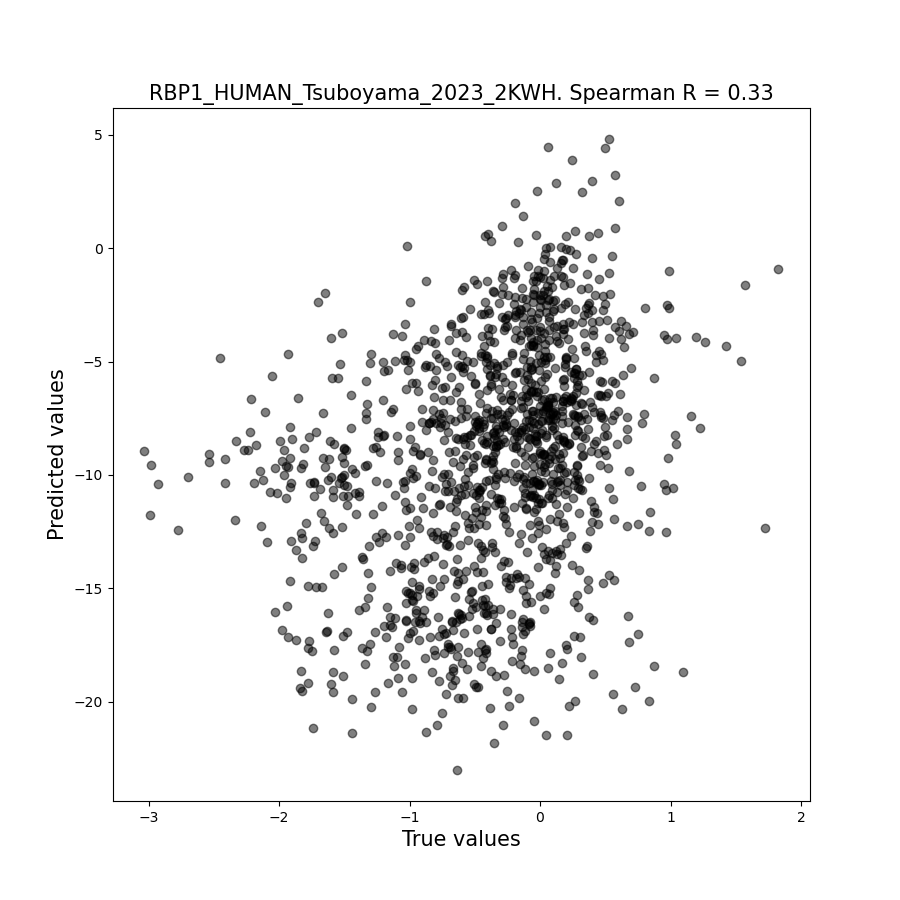 RBP1_HUMAN_Tsuboyama_2023_2KWH. Spearman R = 0.33
5
0
−5
−10
−15
−20
Predicted values
−3 −2 −1 0 1 2
True values